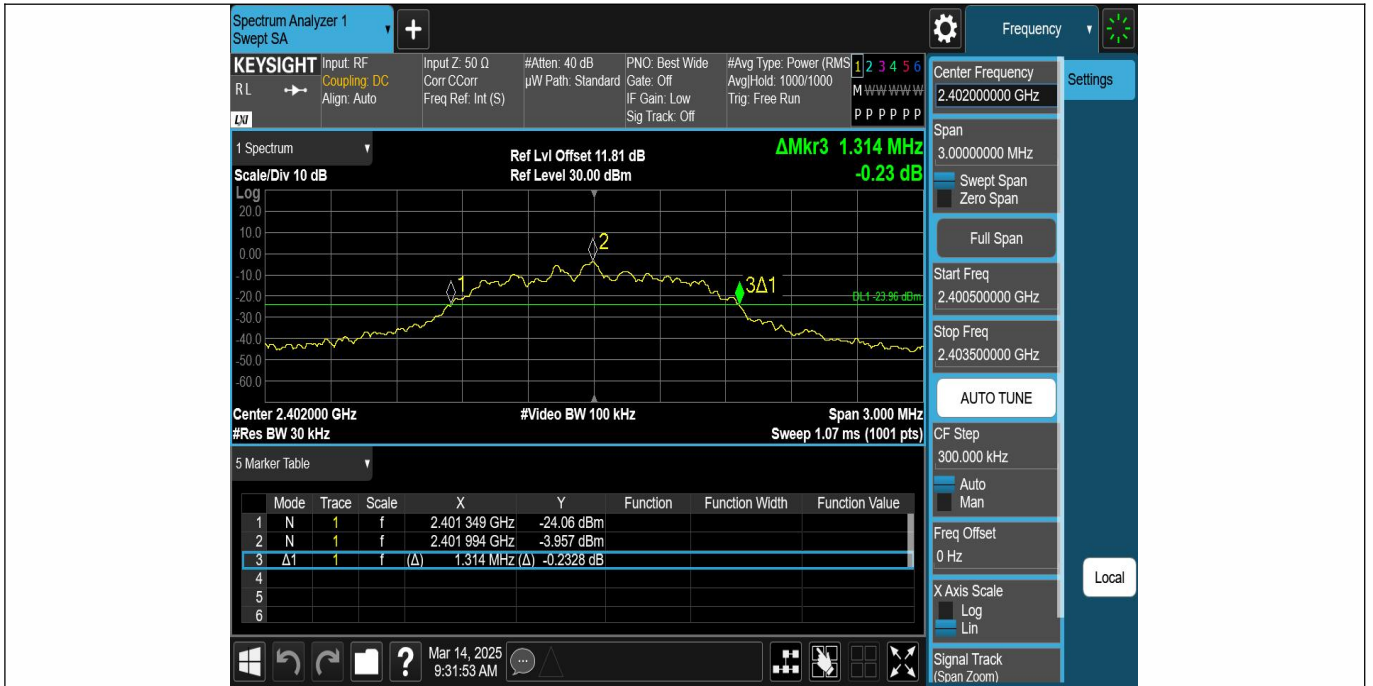 Spectrum Analyzer 1
Swept SA
+
Frequency
KEYSIGHT
RL
LXI
Input: RF
Coupling: DC
Align: Auto
Input Z: 50 Ω
Corr CCorr
Freq Ref: Int (S)
#Atten: 40 dB
µW Path: Standard
PNO: Best Wide
Gate: Off
IF Gain: Low
Sig Track: Off
#Avg Type: Power (RMS
Avg|Hold: 1000/1000
Trig: Free Run
1 2 3 4 5 6
M W W W W W
P P P P P P
1 Spectrum
Scale/Div 10 dB
Ref Lvl Offset 11.81 dB
Ref Level 30.00 dBm
ΔMkr3 1.314 MHz
-0.23 dB
Log
20.0
10.0
0.00
-10.0
-20.0
-30.0
-40.0
-50.0
-60.0
1
2
3Δ1
DL1 -23.96 dBm
Center 2.402000 GHz
#Video BW 100 kHz
Span 3.000 MHz
#Res BW 30 kHz
Sweep 1.07 ms (1001 pts)
5 Marker Table
Mode Trace Scale X Y Function Function Width Function Value
1 N 1 f 2.401 349 GHz -24.06 dBm
2 N 1 f 2.401 994 GHz -3.957 dBm
3 Δ1 1 f (Δ) 1.314 MHz (Δ) -0.2328 dB
4
5
6
?
Mar 14, 2025
9:31:53 AM
Center Frequency
2.402000000 GHz
Settings
Span
3.00000000 MHz
Swept Span
Zero Span
Full Span
Start Freq
2.400500000 GHz
Stop Freq
2.403500000 GHz
AUTO TUNE
CF Step
300.000 kHz
Auto
Man
Freq Offset
0 Hz
Local
X Axis Scale
Log
Lin
Signal Track
(Span Zoom)